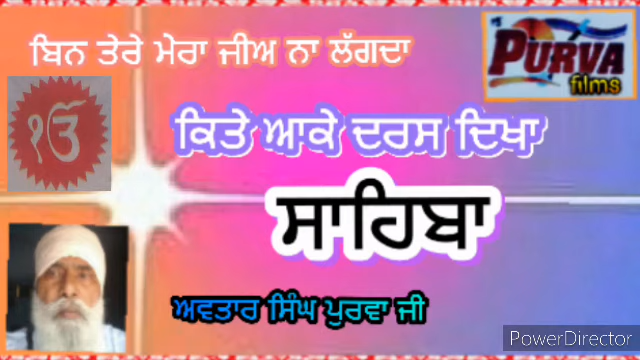 ਬਿਨ ਤੇਰੇ ਮੇਰਾ ਜੀਅ ਨਾ ਲੱਗਦਾ
PURVA
films
ੴ
ਕਿਤੇ ਆਕੇ ਦਰਸ ਦਿਖਾ
ਸਾਹਿਬਾ
ਅਵਤਾਰ ਸਿੰਘ ਪੁਰਵਾ ਜੀ
PowerDirector